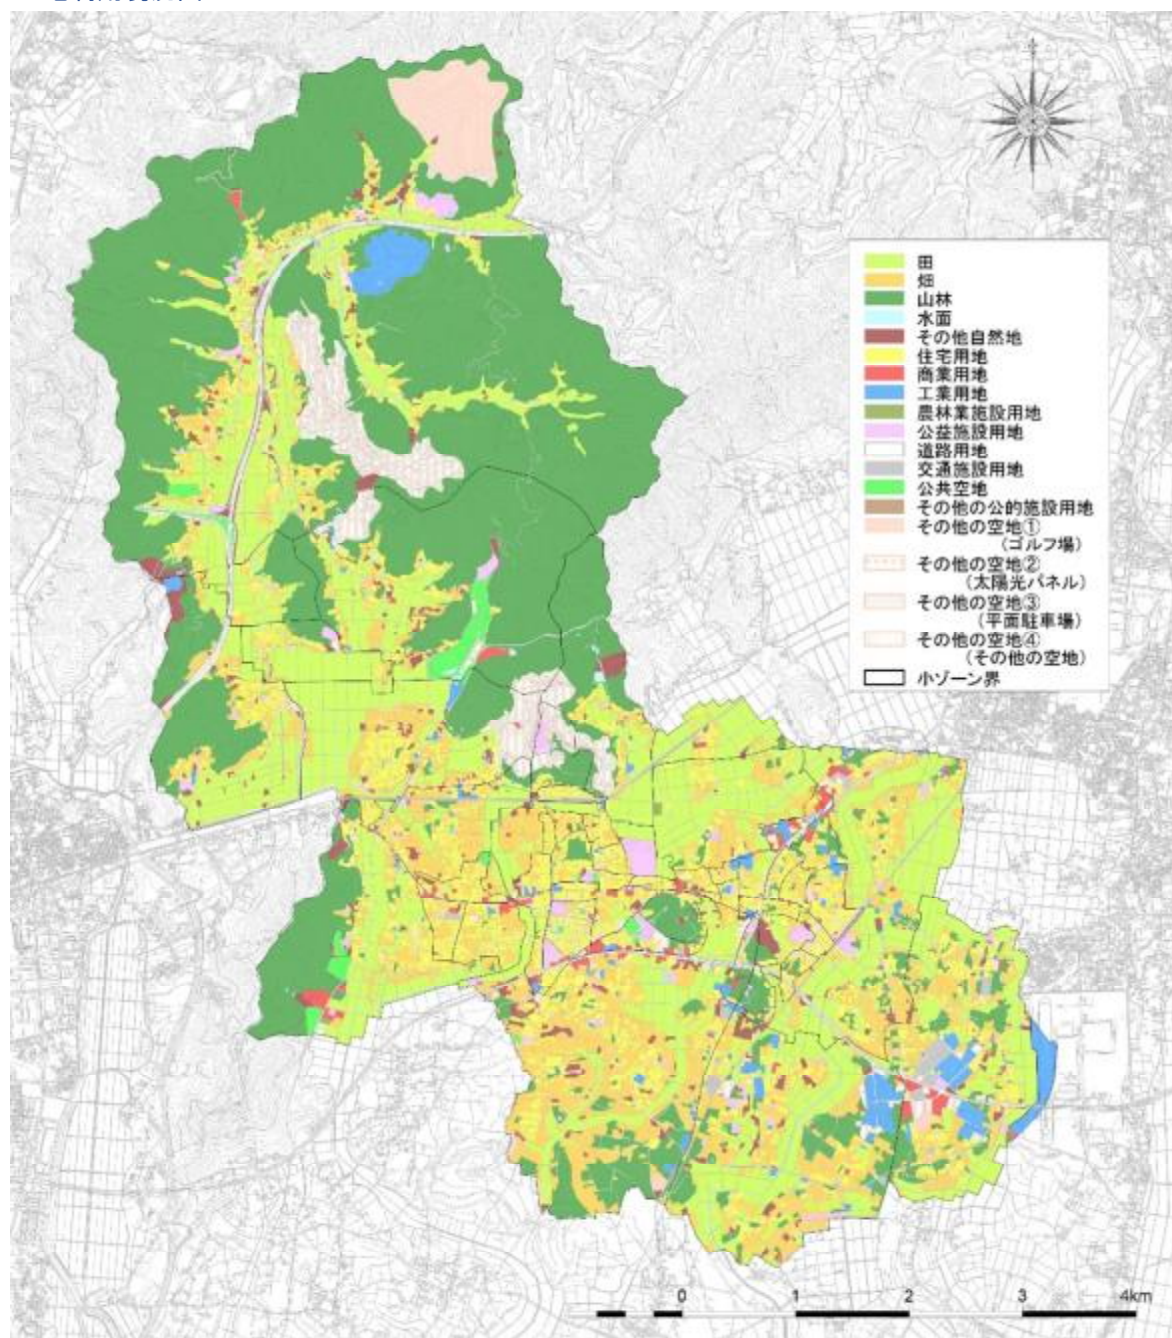 田
畑
山林
水面
その他自然地
住宅用地
商業用地
工業用地
農林業施設用地
公益施設用地
道路用地
交通施設用地
公共空地
その他の公的施設用地
その他の空地①
(ゴルフ場)
その他の空地②
(太陽光パネル)
その他の空地③
(平面駐車場)
その他の空地④
(その他の空地)
小ゾーン界
0 1 2 3 4km